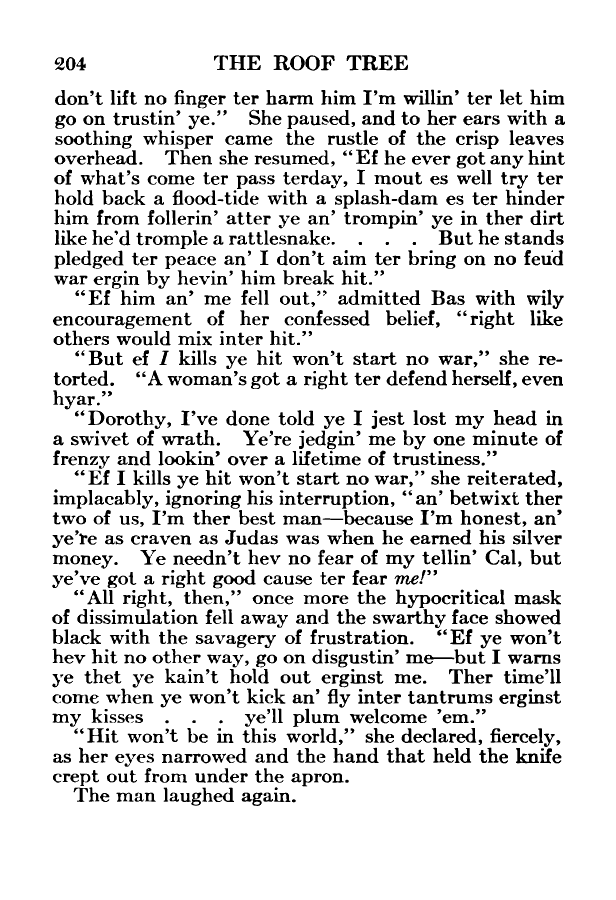 204 THE ROOF TREE
don't lift no finger ter harm him I'm willin' ter let him
go on trustin' ye." She paused, and to her ears with a
soothing whisper came the rustle of the crisp leaves
overhead. Then she resumed, "Ef he ever got any hint
of what's come ter pass terday, I mout es well try ter
hold back a flood-tide with a splash-dam es ter hinder
him from follerin' atter ye an' trompin' ye in ther dirt
like he'd tromple a rattlesnake. . . . . But he stands
pledged ter peace an' I don't aim ter bring on no feud
war ergin by hevin' him break hit."
"Ef him an' me fell out," admitted Bas with wily
encouragement of her confessed belief, "right like
others would mix inter hit."
"But ef I kills ye hit won't start no war," she re-
torted. "A woman's got a right ter defend herself, even
hyar."
"Dorothy, I've done told ye I jest lost my head in
a swivet of wrath. Ye're jedgin' me by one minute of
frenzy and lookin' over a lifetime of trustiness."
"Ef I kills ye hit won't start no war," she reiterated,
implacably, ignoring his interruption, "an' betwixt ther
two of us, I'm ther best man—because I'm honest, an'
ye're as craven as Judas was when he earned his silver
money. Ye needn't hev no fear of my tellin' Cal, but
ye've got a right good cause ter fear me!"
"All right, then," once more the hypocritical mask
of dissimulation fell away and the swarthy face showed
black with the savagery of frustration. "Ef ye won't
hev hit no other way, go on disgustin' me—but I warns
ye thet ye kain't hold out erginst me. Ther time'll
come when ye won't kick an' fly inter tantrums erginst
my kisses . . . ye'll plum welcome 'em."
"Hit won't be in this world," she declared, fiercely,
as her eyes narrowed and the hand that held the knife
crept out from under the apron.
The man laughed again.